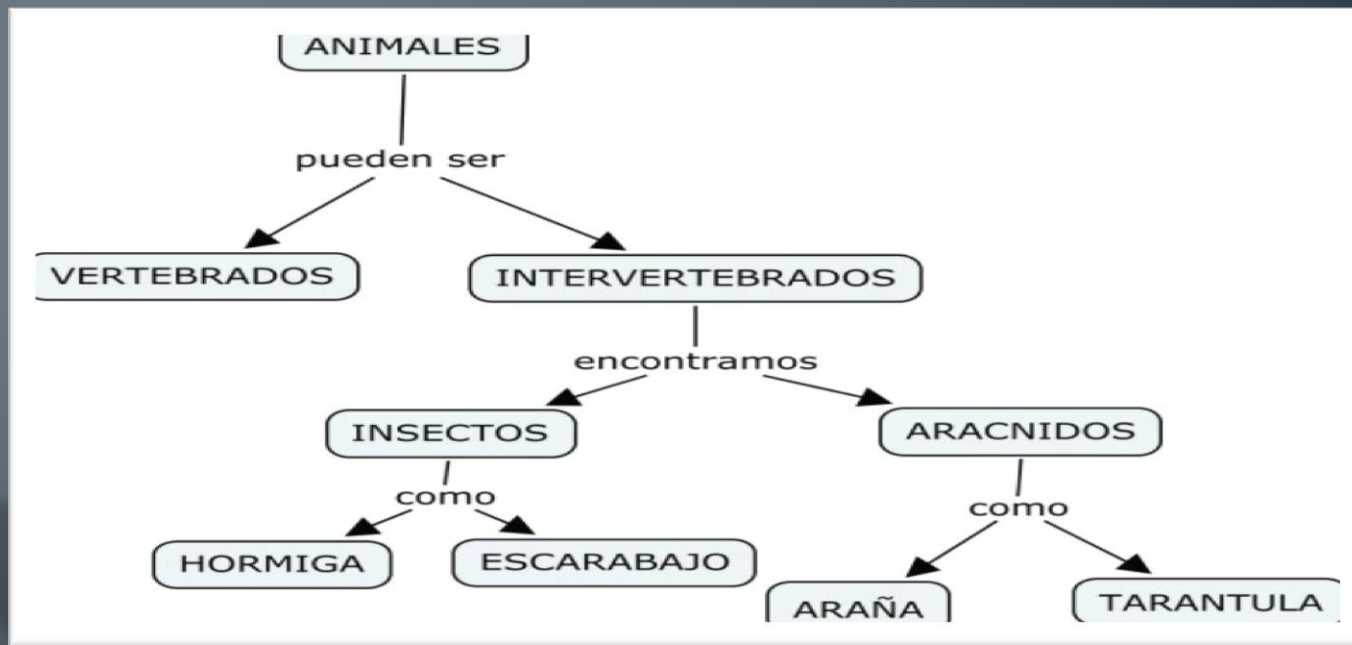 ANIMALES
pueden ser
VERTEBRADOS
INTERVERTEBRADOS
encontramos
INSECTOS
ARACNIDOS
como
como
HORMIGA
ESCARABAJO
ARAÑA
TARANTULA